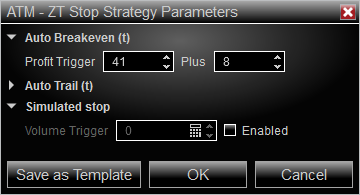 ATM - ZT Stop Strategy Parameters
Auto Breakeven (t)
Profit Trigger 41 Plus 8
Auto Trail (t)
Simulated stop
Volume Trigger 0 Enabled
Save as Template OK Cancel